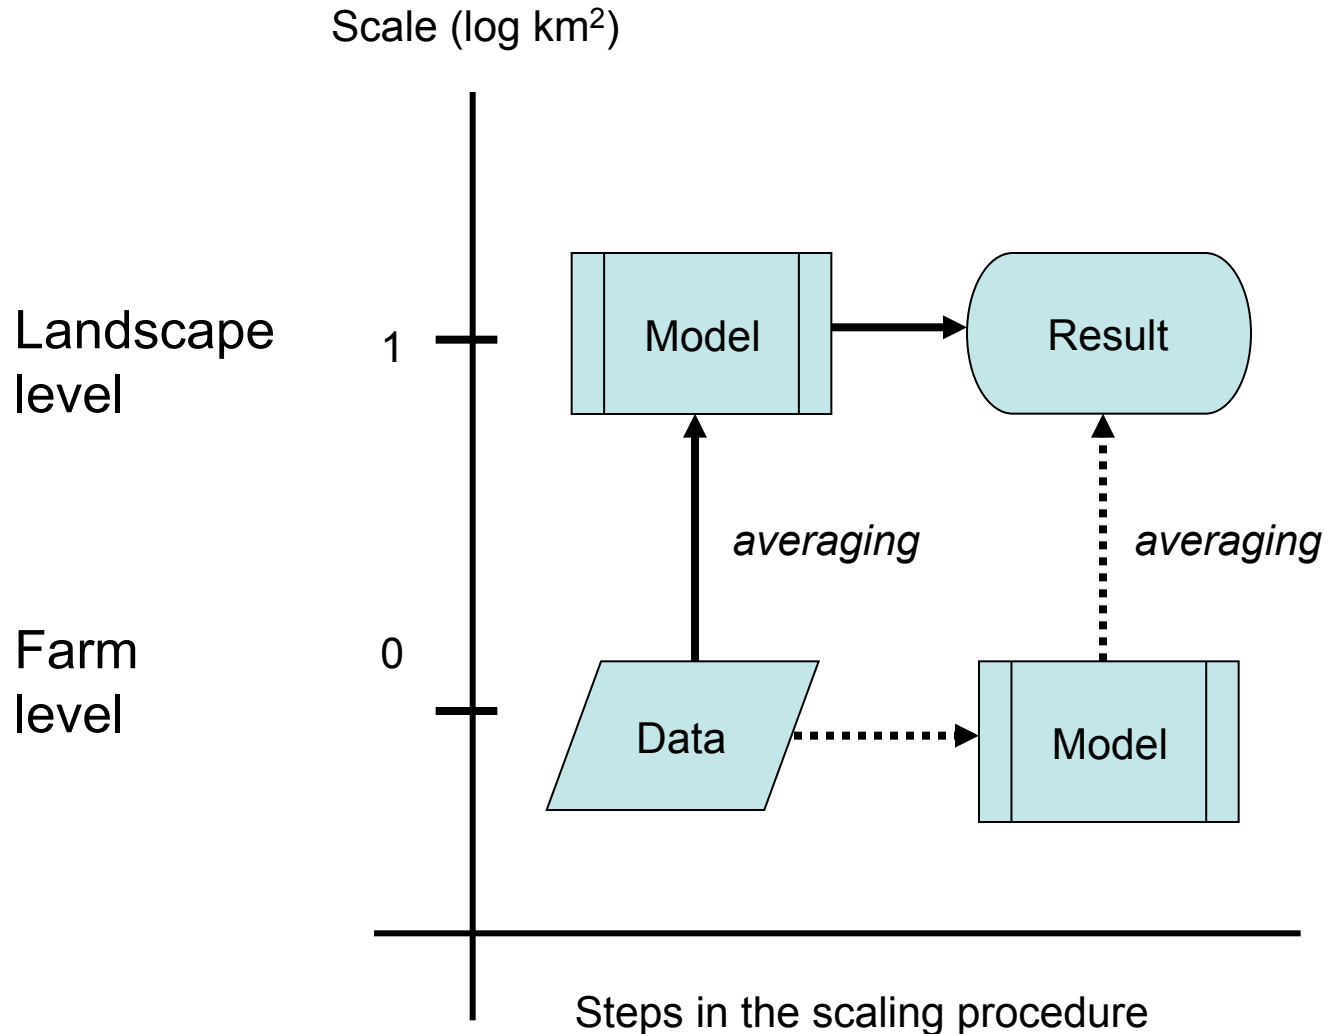 Scale (log km²)
Landscape
level
1
Model
Result
averaging
averaging
Farm
level
0
Data
Model
Steps in the scaling procedure